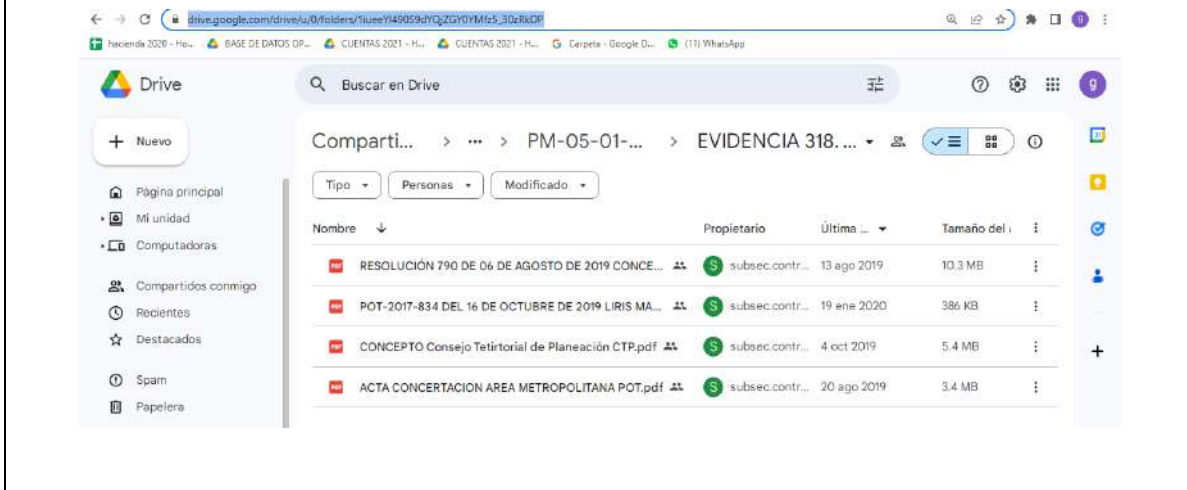 drive.google.com/drive/u/0/folders/
hacienda 2020 - Ho... BASE DE DATOS OP... CUENTAS 2021 - H... CUENTAS 2021 - H... Carpeta - Google D... (11) WhatsApp
Drive Buscar en Drive g
Nuevo Comparti... > ... > PM-05-01-... > EVIDENCIA 318. ...
Tipo Personas Modificado
Página principal
Mi unidad
Computadoras
Compartidos conmigo
Recientes
Destacados
Spam
Papelera
Nombre Propietario Última ... Tamaño del
PDF RESOLUCIÓN 790 DE 06 DE AGOSTO DE 2019 CONCE... S subsec.contr... 13 ago 2019 10.3 MB
PDF POT-2017-834 DEL 16 DE OCTUBRE DE 2019 LIRIS MA... S subsec.contr... 19 ene 2020 386 KB
PDF CONCEPTO Consejo Tetirtorial de Planeación CTP.pdf S subsec.contr... 4 oct 2019 5.4 MB
PDF ACTA CONCERTACION AREA METROPOLITANA POT.pdf S subsec.contr... 20 ago 2019 3.4 MB